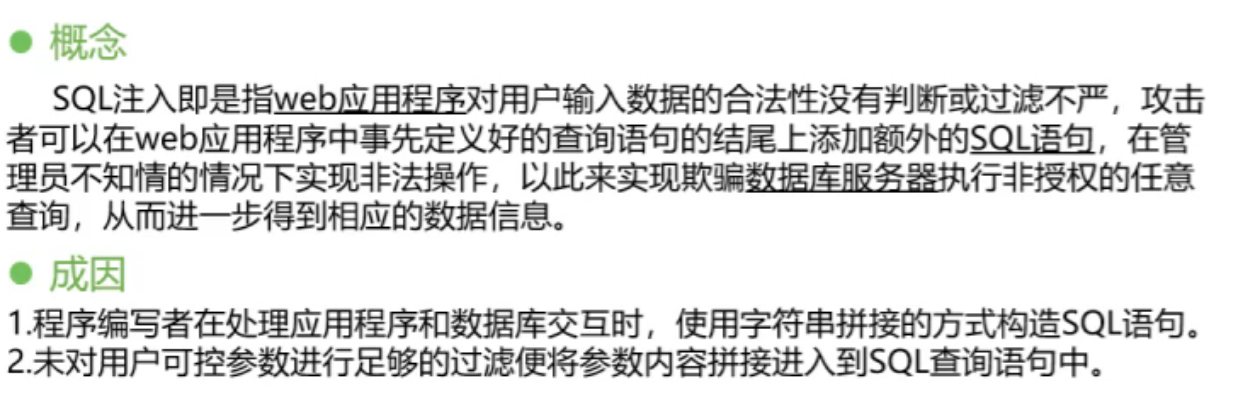 ● 概念
SQL注入即是指web应用程序对用户输入数据的合法性没有判断或过滤不严，攻击
者可以在web应用程序中事先定义好的查询语句的结尾上添加额外的SQL语句，在管
理员不知情的情况下实现非法操作，以此来实现欺骗数据库服务器执行非授权的任意
查询，从而进一步得到相应的数据信息。
● 成因
1.程序编写者在处理应用程序和数据库交互时，使用字符串拼接的方式构造SQL语句。
2.未对用户可控参数进行足够的过滤便将参数内容拼接进入到SQL查询语句中。